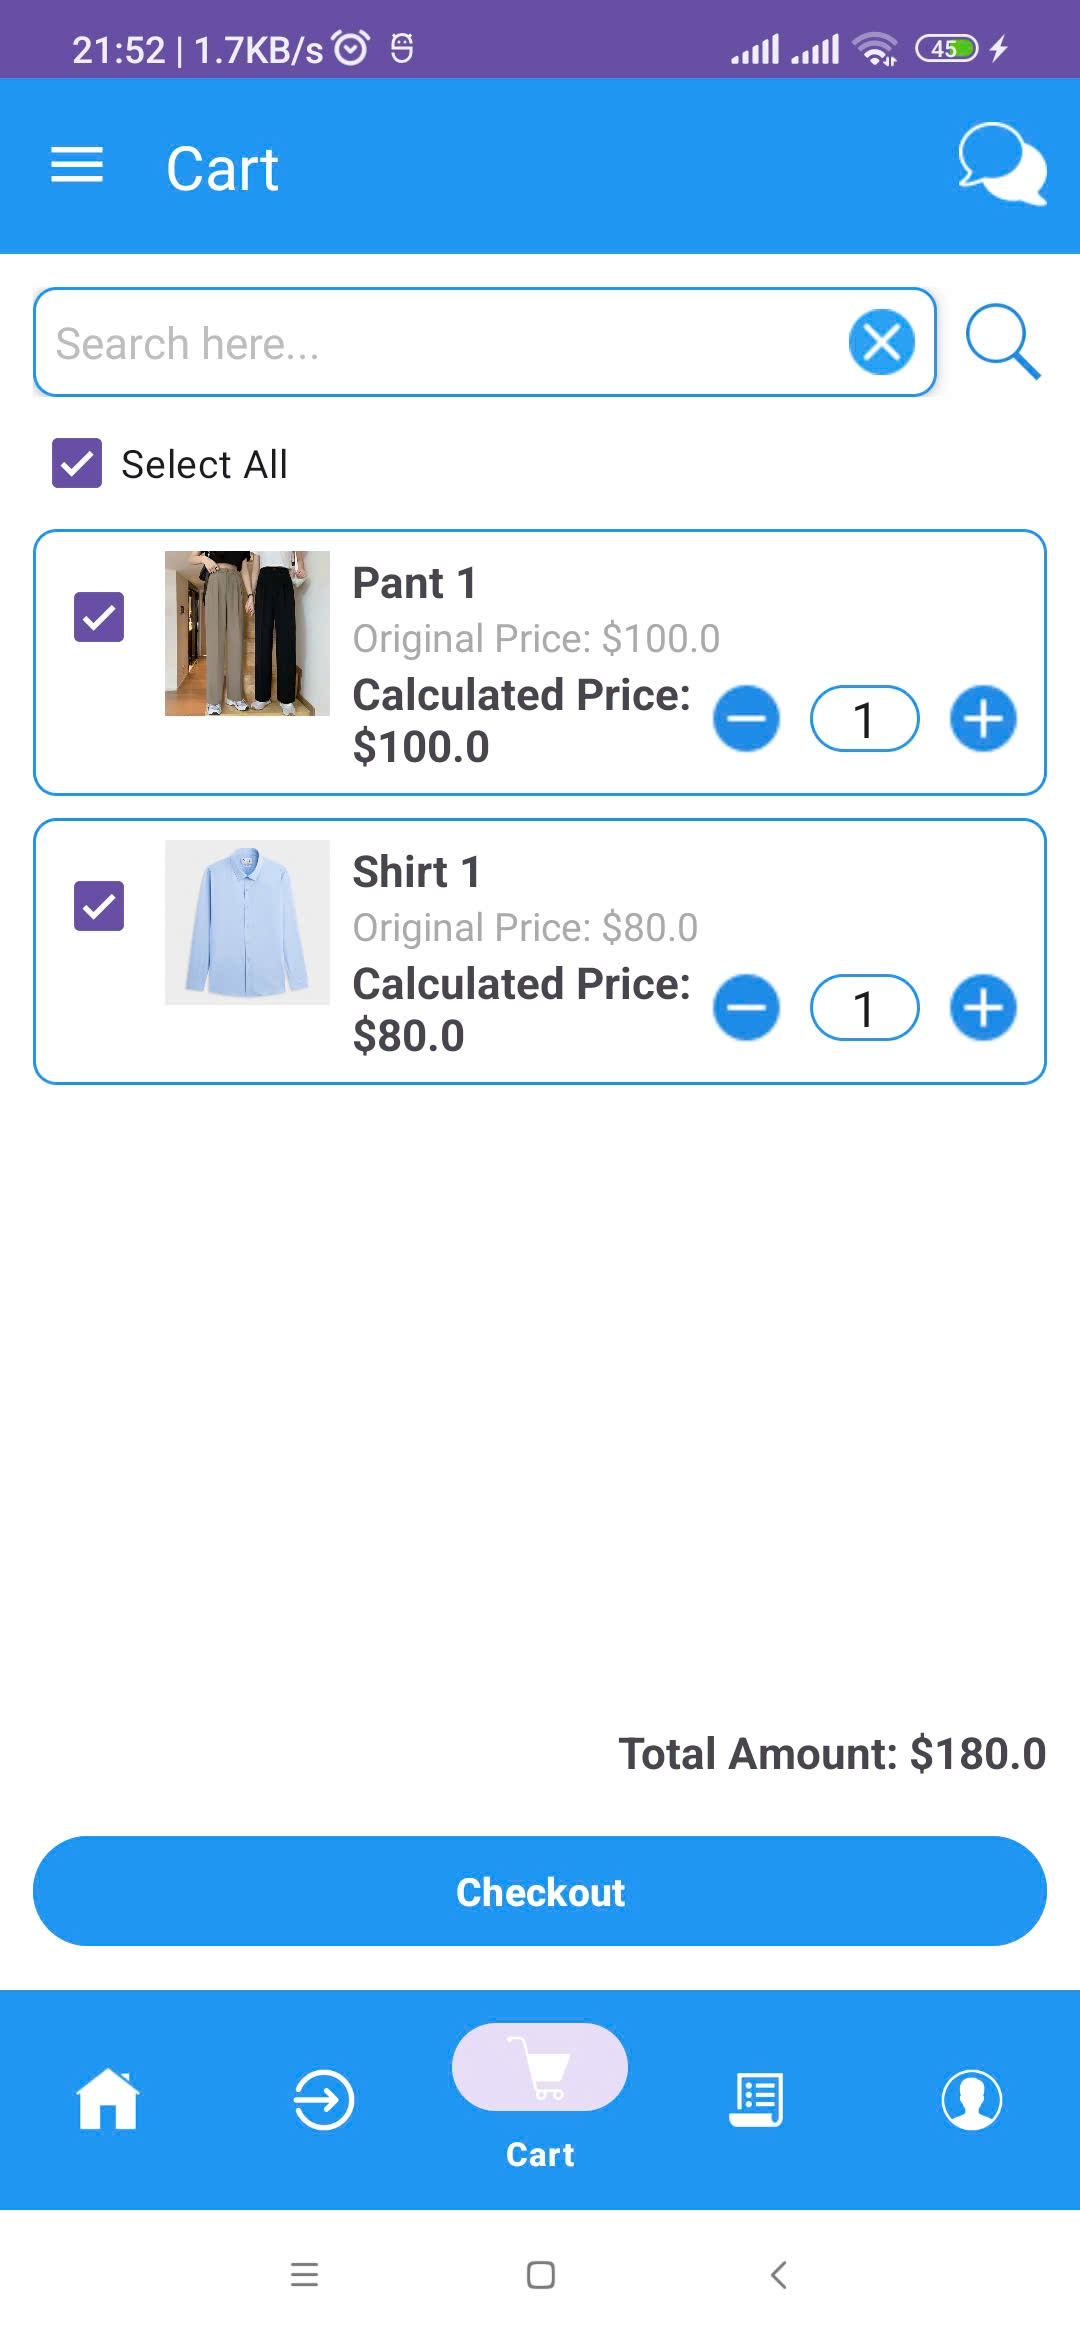 21:52 | 1.7KB/s
45
Cart
Search here...
Select All
Pant 1
Original Price: $100.0
Calculated Price:
$100.0
1
Shirt 1
Original Price: $80.0
Calculated Price:
$80.0
1
Total Amount: $180.0
Checkout
Cart